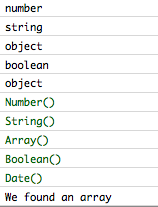 number
string
object
boolean
object
Number()
String()
Array()
Boolean()
Date()
We found an array